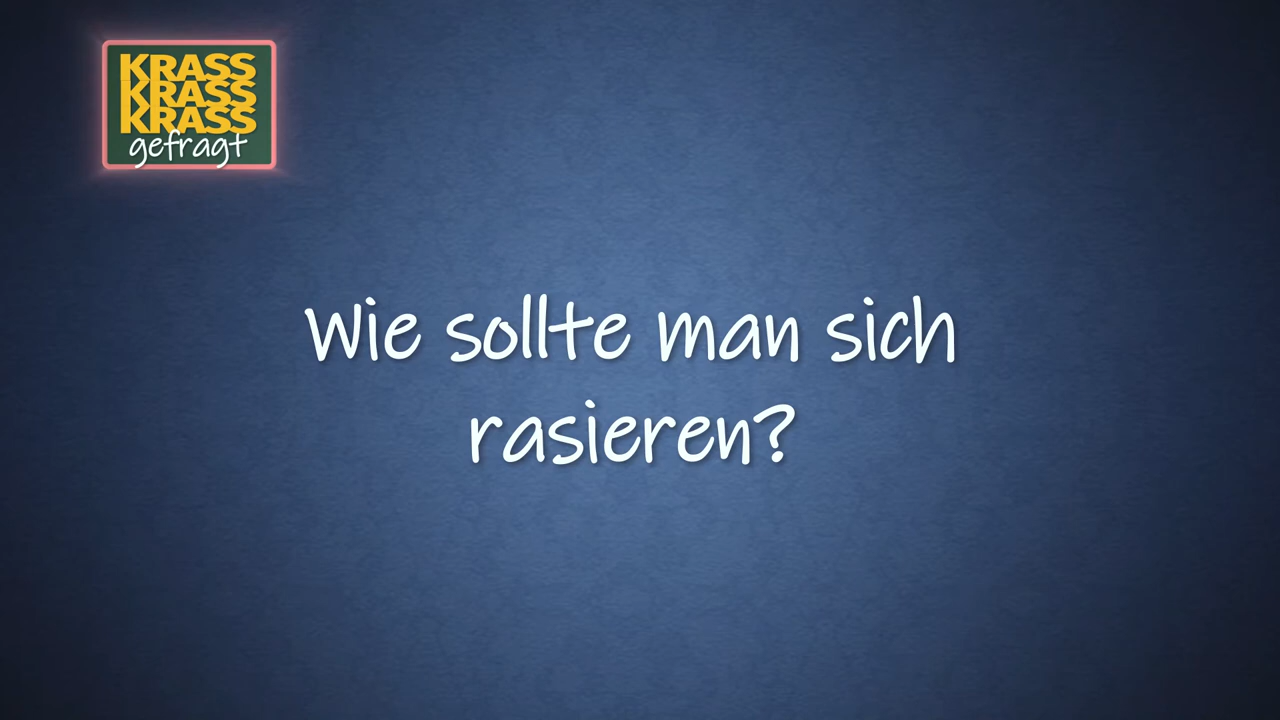 KRASS
KRASS
KRASS
gefragt
Wie sollte man sich
rasieren?